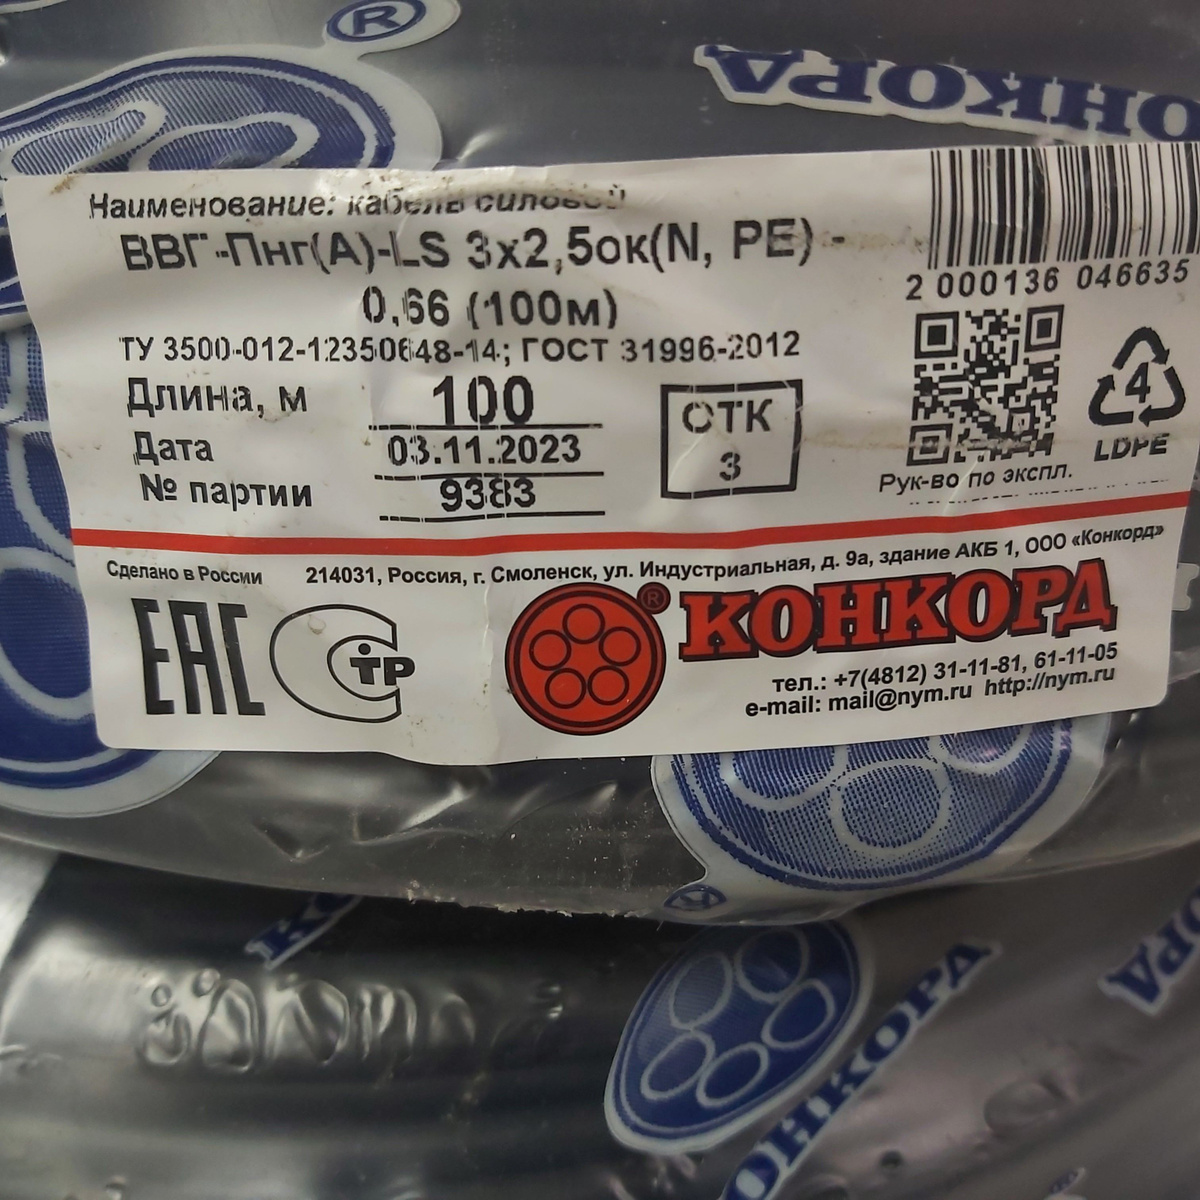 ®
КОНКОРД
Наименование: кабель силовой
ВВГ-Пнг(А)-LS 3х2,5ок(N, PE) -
0,66 (100м)
ТУ 3500-012-12350648-14; ГОСТ 31996-2012
Длина, м 100
Дата 03.11.2023
№ партии 9383
ОТК
3
2 000136 046635
4
LDPE
Рук-во по экспл.
Сделано в России 214031, Россия, г. Смоленск, ул. Индустриальная, д. 9а, здание АКБ 1, ООО «Конкорд»
ЕАС
СТР
® КОНКОРД
тел.: +7(4812) 31-11-81, 61-11-05
e-mail: mail@nym.ru http://nym.ru
КОНКОРД